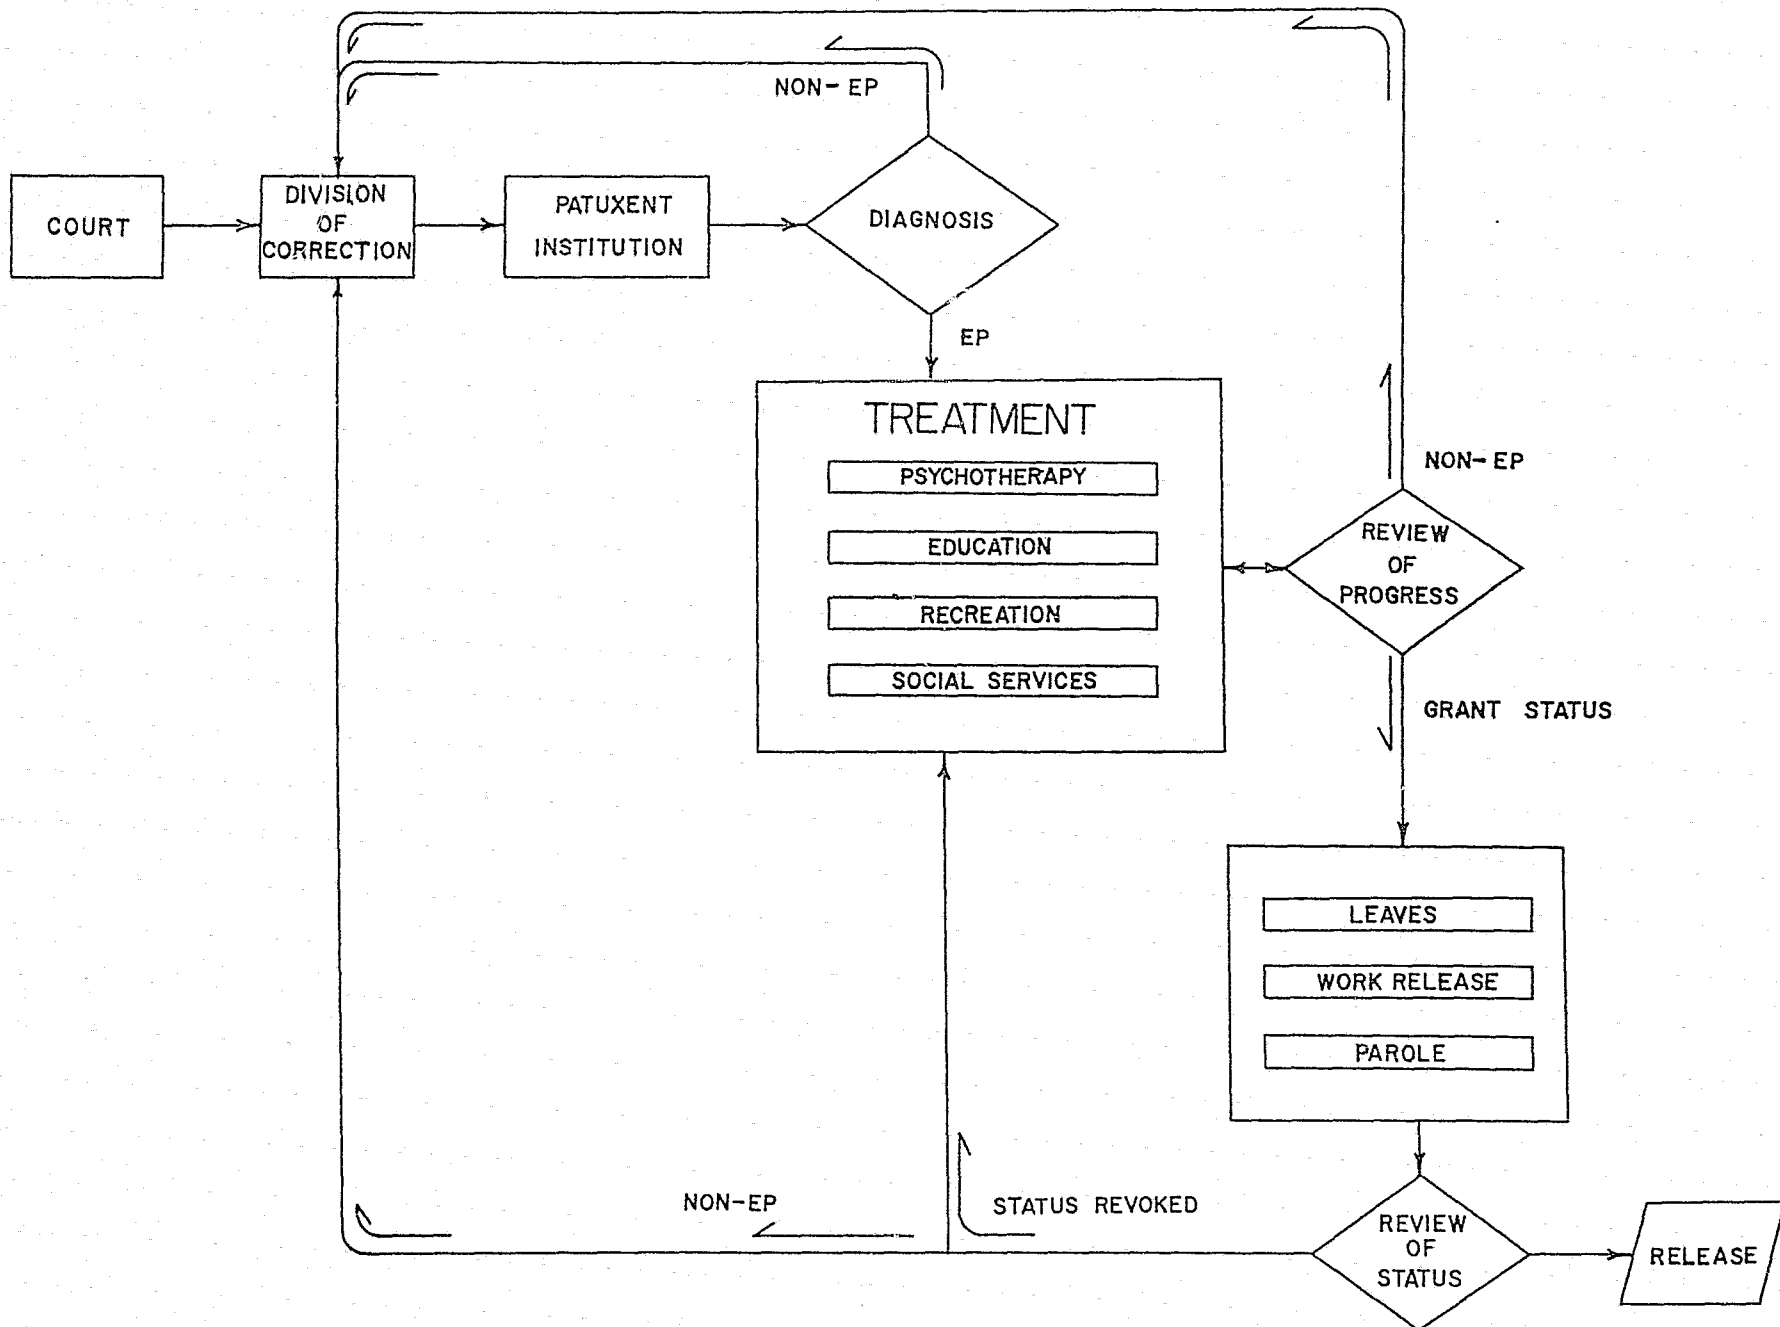 NON-EP
COURT
DIVISION
OF
CORRECTION
PATUXENT
INSTITUTION
DIAGNOSIS
EP
TREATMENT
PSYCHOTHERAPY
EDUCATION
RECREATION
SOCIAL SERVICES
NON-EP
REVIEW
OF
PROGRESS
GRANT STATUS
LEAVES
WORK RELEASE
PAROLE
NON-EP
STATUS REVOKED
REVIEW
OF
STATUS
RELEASE